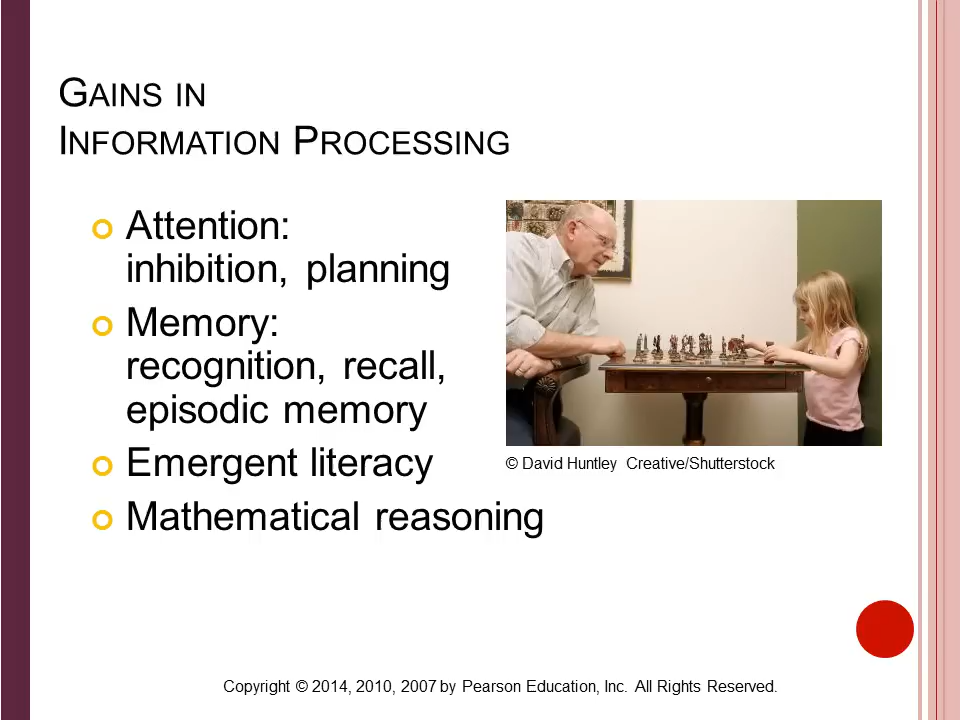 Gains in
Information Processing
Attention:
inhibition, planning
Memory:
recognition, recall,
episodic memory
Emergent literacy
Mathematical reasoning
© David Huntley Creative/Shutterstock
Copyright © 2014, 2010, 2007 by Pearson Education, Inc. All Rights Reserved.